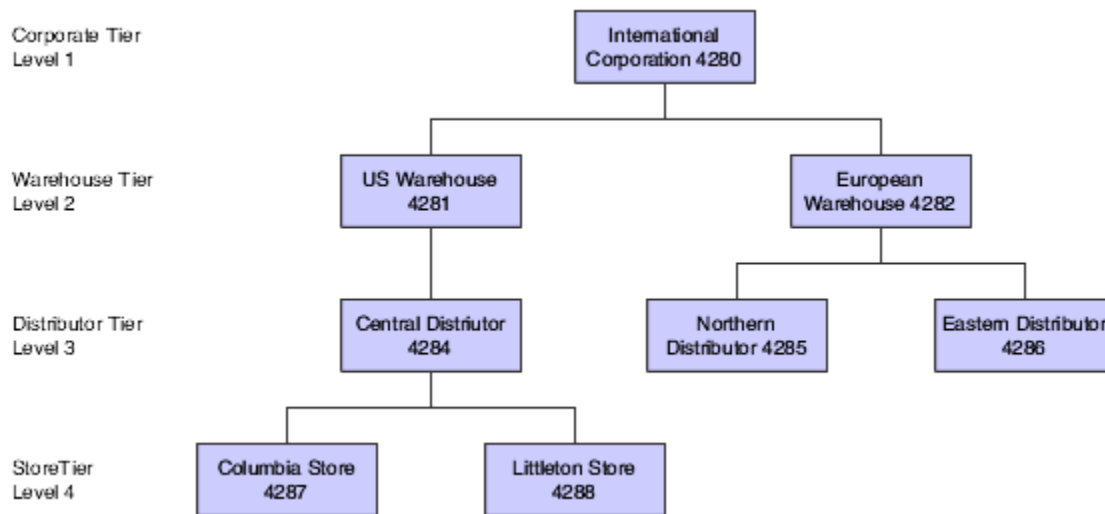 Corporate Tier
Level 1
International
Corporation 4280
Warehouse Tier
Level 2
US Warehouse
4281
European
Warehouse 4282
Distributor Tier
Level 3
Central Distriutor
4284
Northern
Distributor 4285
Eastern Distributor
4286
StoreTier
Level 4
Columbia Store
4287
Littleton Store
4288